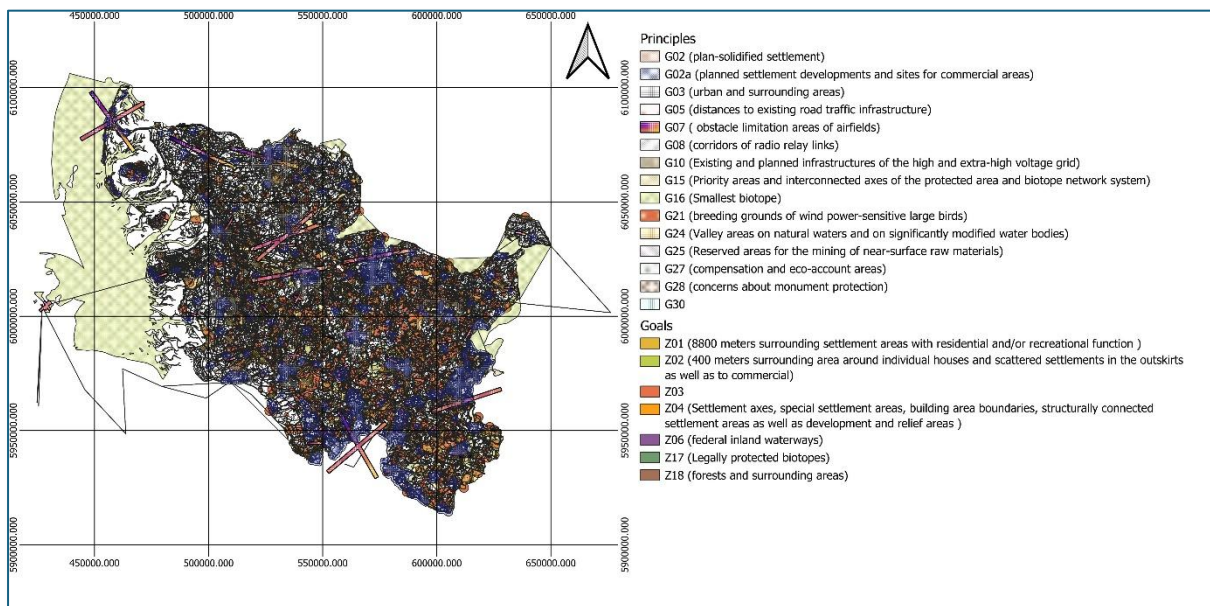 450000.000 500000.000 550000.000 600000.000 650000.000
6100000.000 6100000.000
6050000.000 6050000.000
6000000.000 6000000.000
5950000.000 5950000.000
5900000.000 5900000.000
450000.000 500000.000 550000.000 600000.000 650000.000
Principles
G02 (plan-solidified settlement)
G02a (planned settlement developments and sites for commercial areas)
G03 (urban and surrounding areas)
G05 (distances to existing road traffic infrastructure)
G07 ( obstacle limitation areas of airfields)
G08 (corridors of radio relay links)
G10 (Existing and planned infrastructures of the high and extra-high voltage grid)
G15 (Priority areas and interconnected axes of the protected area and biotope network system)
G16 (Smallest biotope)
G21 (breeding grounds of wind power-sensitive large birds)
G24 (Valley areas on natural waters and on significantly modified water bodies)
G25 (Reserved areas for the mining of near-surface raw materials)
G27 (compensation and eco-account areas)
G28 (concerns about monument protection)
G30
Goals
Z01 (8800 meters surrounding settlement areas with residential and/or recreational function )
Z02 (400 meters surrounding area around individual houses and scattered settlements in the outskirts
as well as to commercial)
Z03
Z04 (Settlement axes, special settlement areas, building area boundaries, structurally connected
settlement areas as well as development and relief areas )
Z06 (federal inland waterways)
Z17 (Legally protected biotopes)
Z18 (forests and surrounding areas)